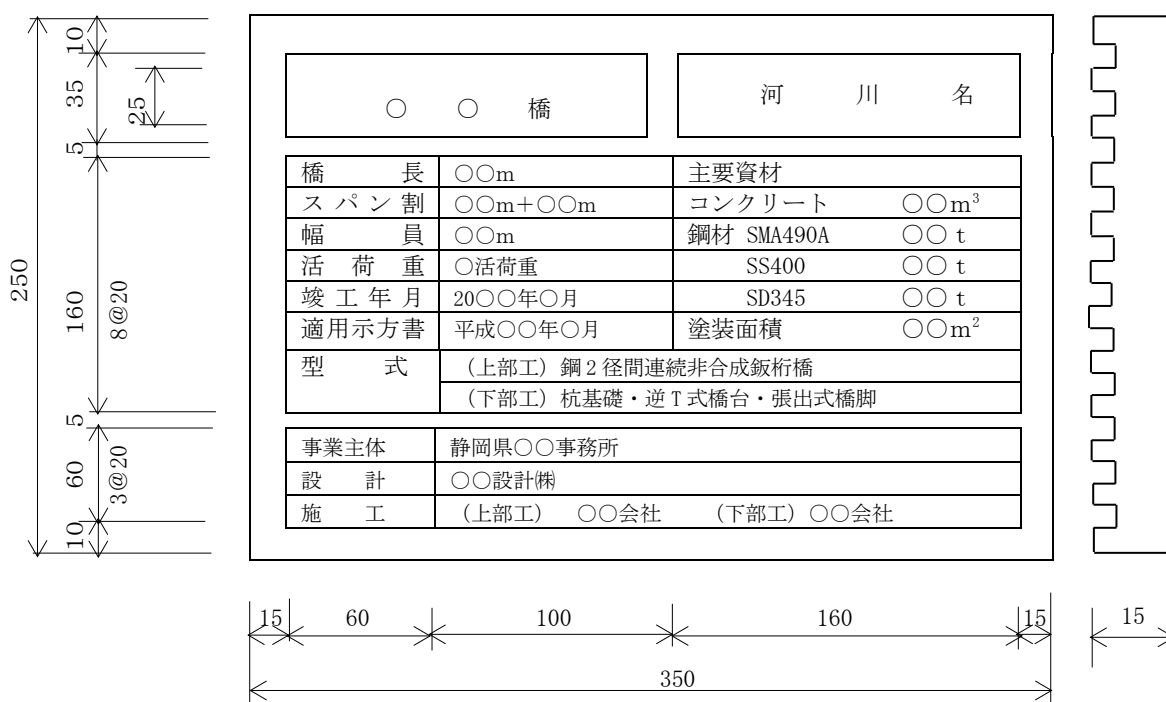 ○ ○ 橋
河 川 名
橋 長 ○○m 主要資材
スパン割 ○○m+○○m コンクリート ○○m³
幅 員 ○○m 鋼材 SMA490A ○○t
活荷重 ○活荷重 SS400 ○○t
竣工年月 20○○年○月 SD345 ○○t
適用示方書 平成○○年○月 塗装面積 ○○m²
型 式 (上部工)鋼2径間連続非合成鈑桁橋
(下部工)杭基礎・逆T式橋台・張出式橋脚
事業主体 静岡県○○事務所
設 計 ○○設計㈱
施 工 (上部工) ○○会社 (下部工)○○会社
250
10
35
25
5
160
8@20
5
60
3@20
10
15 60 100 160 15
350
15